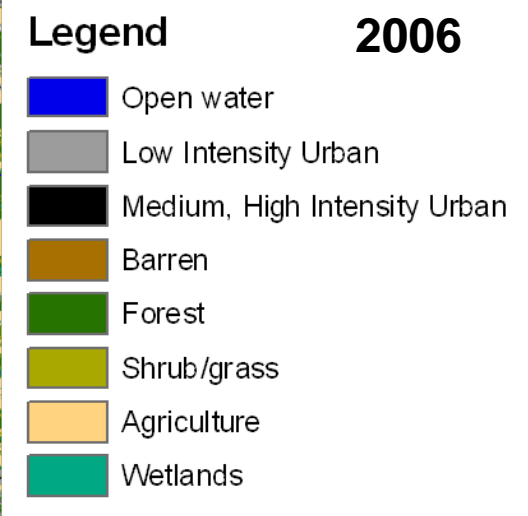 Legend 2006
Open water
Low Intensity Urban
Medium, High Intensity Urban
Barren
Forest
Shrub/grass
Agriculture
Wetlands